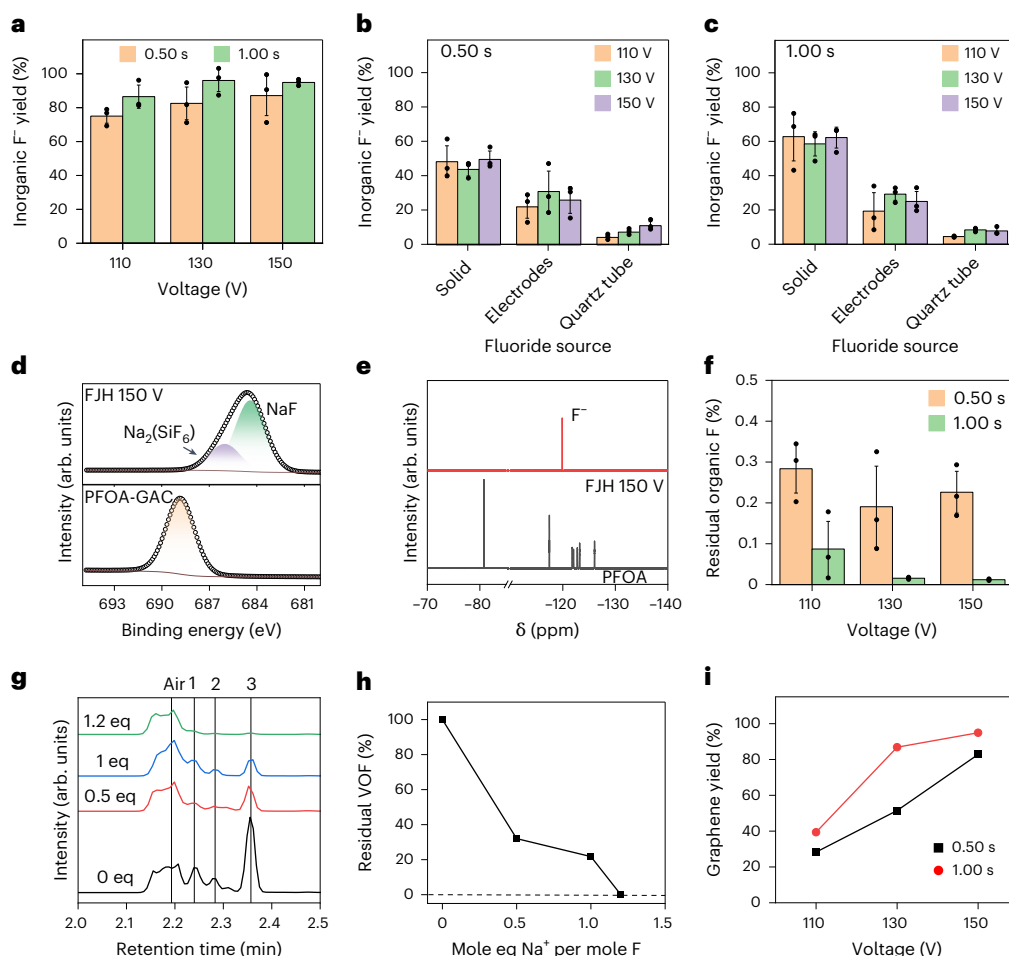 a
0.50 s 1.00 s
Inorganic F⁻ yield (%)
100
80
60
40
20
0
110 130 150
Voltage (V)
b
0.50 s
110 V
130 V
150 V
Inorganic F⁻ yield (%)
100
80
60
40
20
0
Solid
Electrodes
Quartz tube
Fluoride source
c
1.00 s
110 V
130 V
150 V
Inorganic F⁻ yield (%)
100
80
60
40
20
0
Solid
Electrodes
Quartz tube
Fluoride source
d
FJH 150 V
NaF
Na₂(SiF₆)
PFOA-GAC
Intensity (arb. units)
693 690 687 684 681
Binding energy (eV)
e
F⁻
FJH 150 V
PFOA
Intensity (arb. units)
−70 −80 −120 −130 −140
δ (ppm)
f
0.50 s
1.00 s
Residual organic F (%)
0.5
0.4
0.3
0.2
0.1
0
110 130 150
Voltage (V)
g
Air 1 2 3
1.2 eq
1 eq
0.5 eq
0 eq
Intensity (arb. units)
2.0 2.1 2.2 2.3 2.4 2.5
Retention time (min)
h
Residual VOF (%)
100
80
60
40
20
0
0 0.5 1.0 1.5
Mole eq Na⁺ per mole F
i
Graphene yield (%)
100
80
60
40
20
0
0.50 s
1.00 s
110 130 150
Voltage (V)